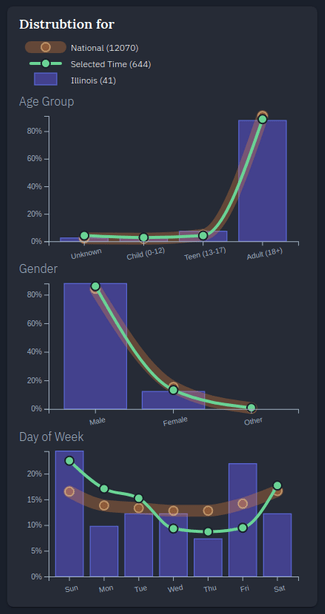 Distrubtion for
National (12070)
Selected Time (644)
Illinois (41)
Age Group
80%
60%
40%
20%
0%
Unknown Child (0-12) Teen (13-17) Adult (18+)
Gender
80%
60%
40%
20%
0%
Male Female Other
Day of Week
20%
15%
10%
5%
0%
Sun Mon Tue Wed Thu Fri Sat